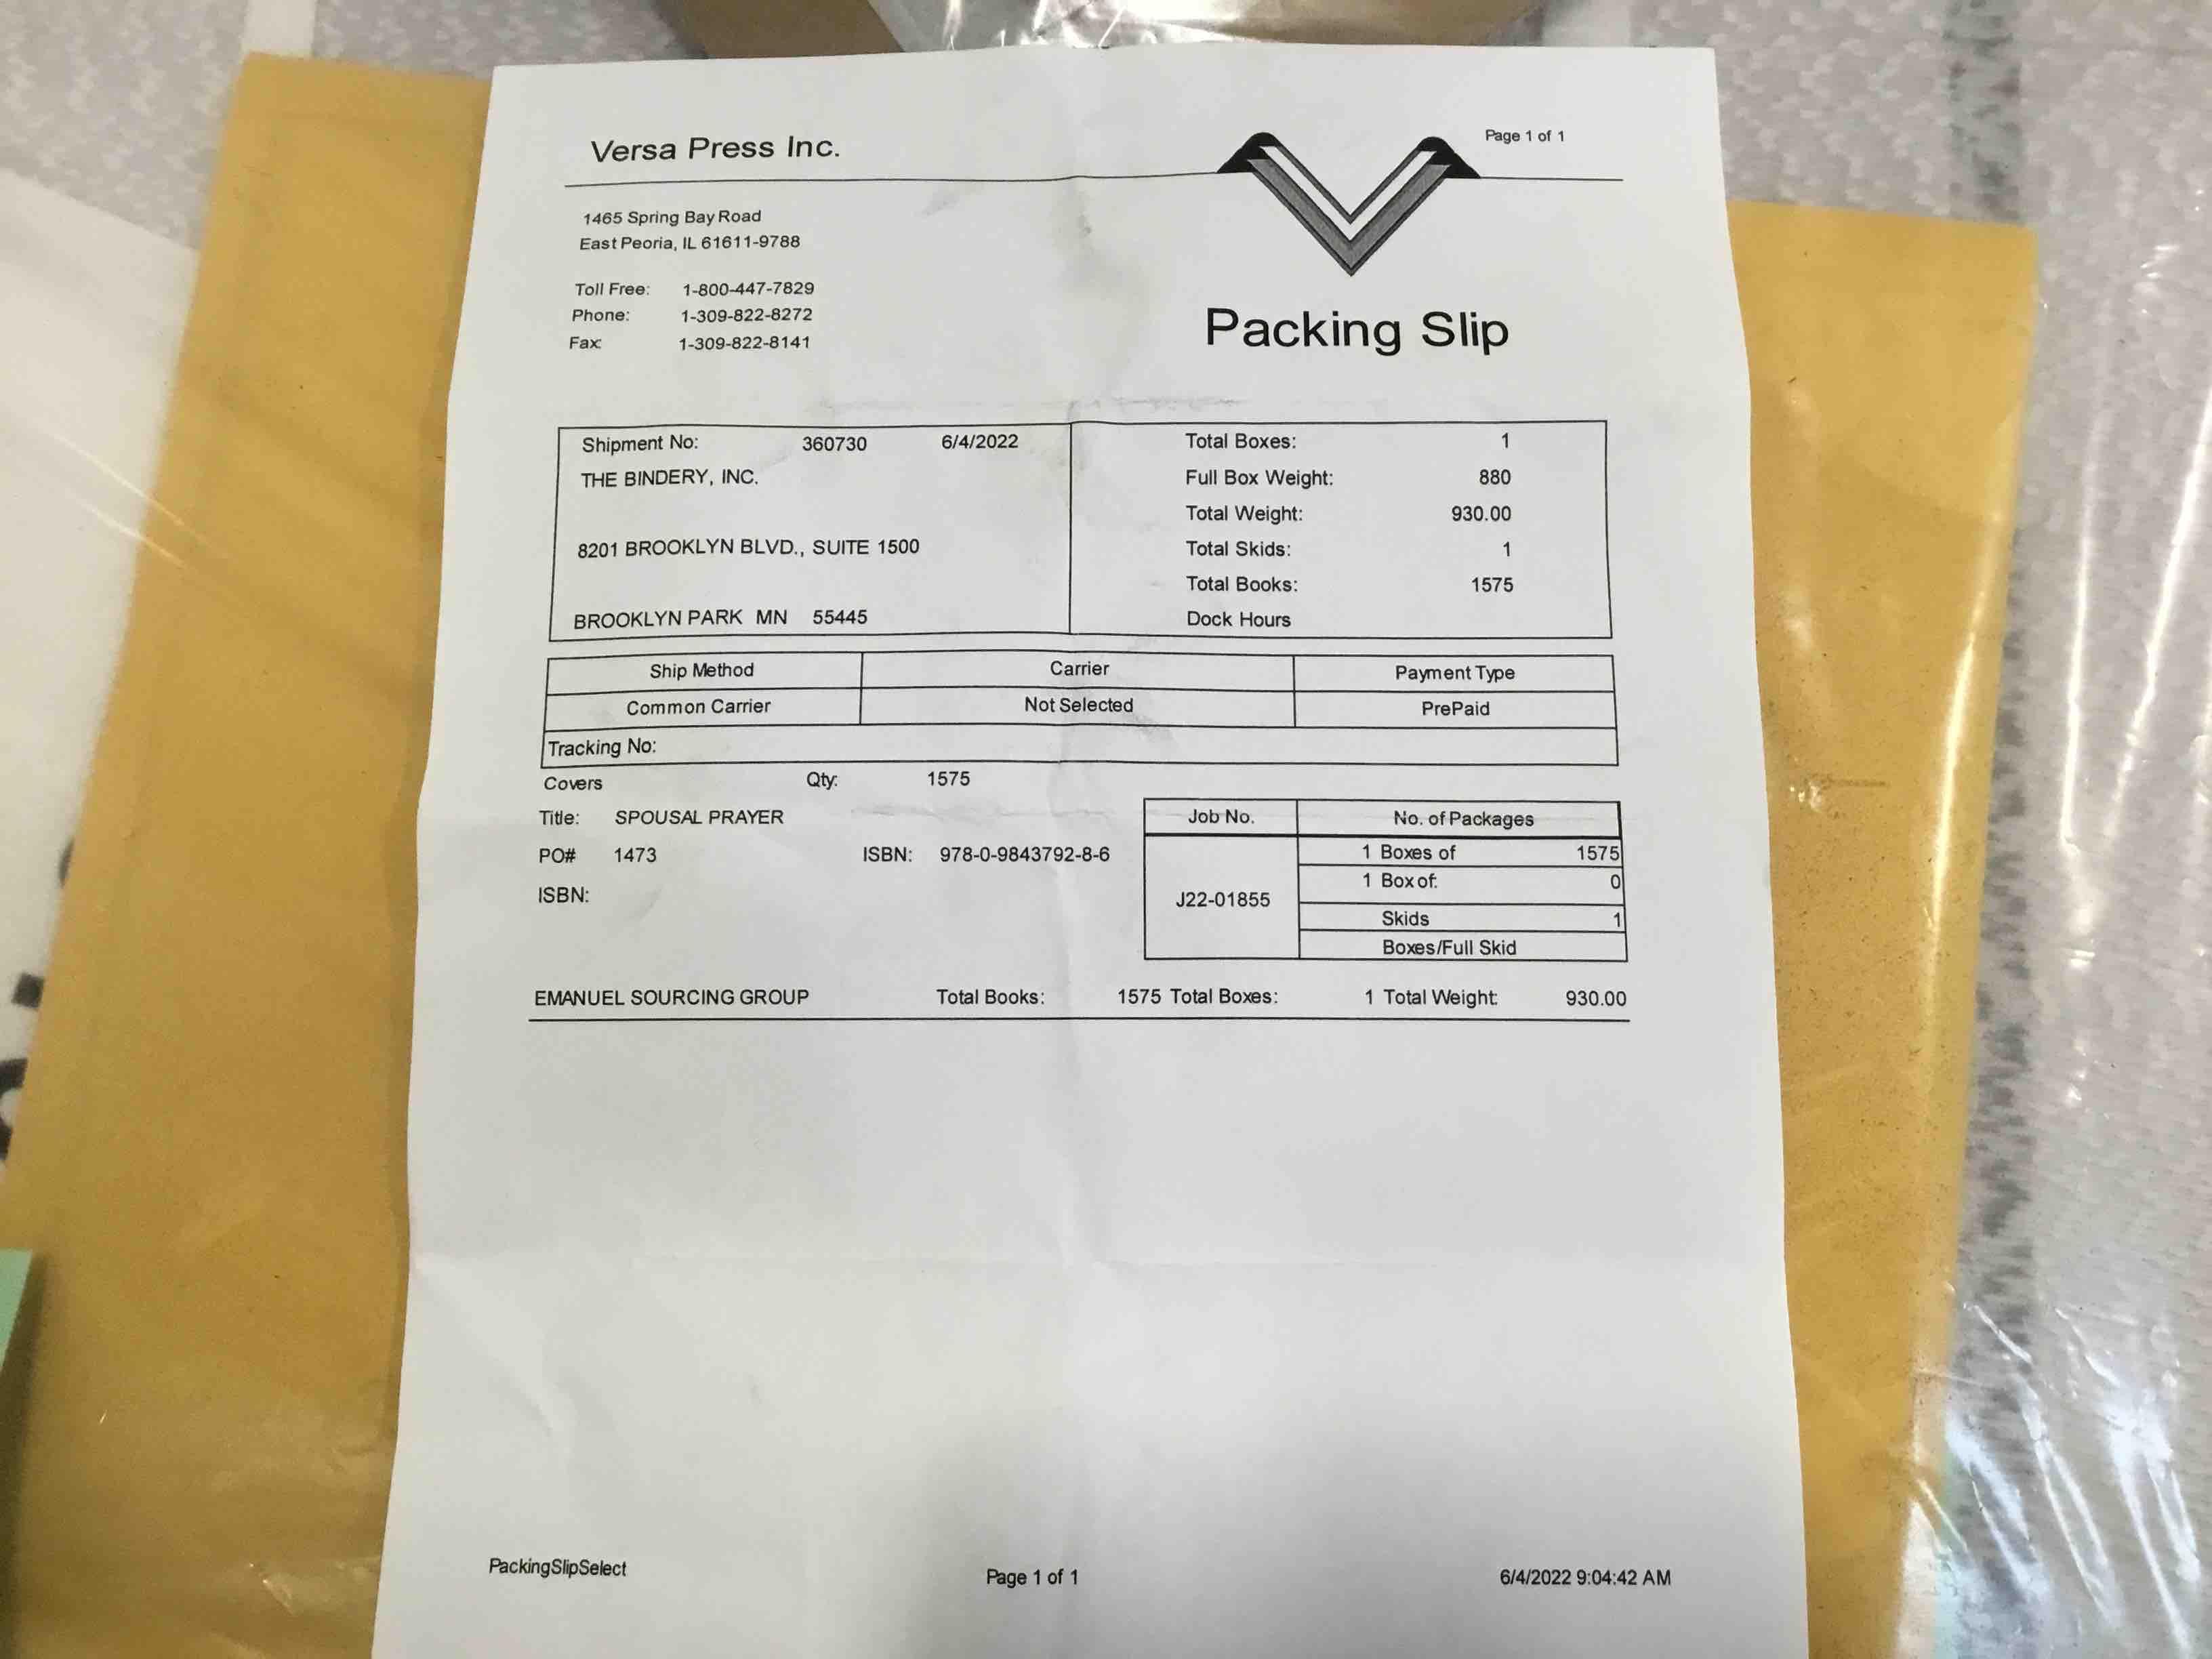 Versa Press Inc.
Page 1 of 1
1465 Spring Bay Road
East Peoria, IL 61611-9788
Toll Free: 1-800-447-7829
Phone: 1-309-822-8272
Fax: 1-309-822-8141
Packing Slip
Shipment No: 360730 6/4/2022
THE BINDERY, INC.
8201 BROOKLYN BLVD., SUITE 1500
BROOKLYN PARK MN 55445
Total Boxes: 1
Full Box Weight: 880
Total Weight: 930.00
Total Skids: 1
Total Books: 1575
Dock Hours
Ship Method Carrier Payment Type
Common Carrier Not Selected PrePaid
Tracking No:
Covers Qty: 1575
Title: SPOUSAL PRAYER
PO# 1473 ISBN: 978-0-9843792-8-6
ISBN:
Job No. No. of Packages
J22-01855
1 Boxes of 1575
1 Box of: 0
Skids 1
Boxes/Full Skid
EMANUEL SOURCING GROUP Total Books: 1575 Total Boxes: 1 Total Weight: 930.00
PackingSlipSelect Page 1 of 1 6/4/2022 9:04:42 AM